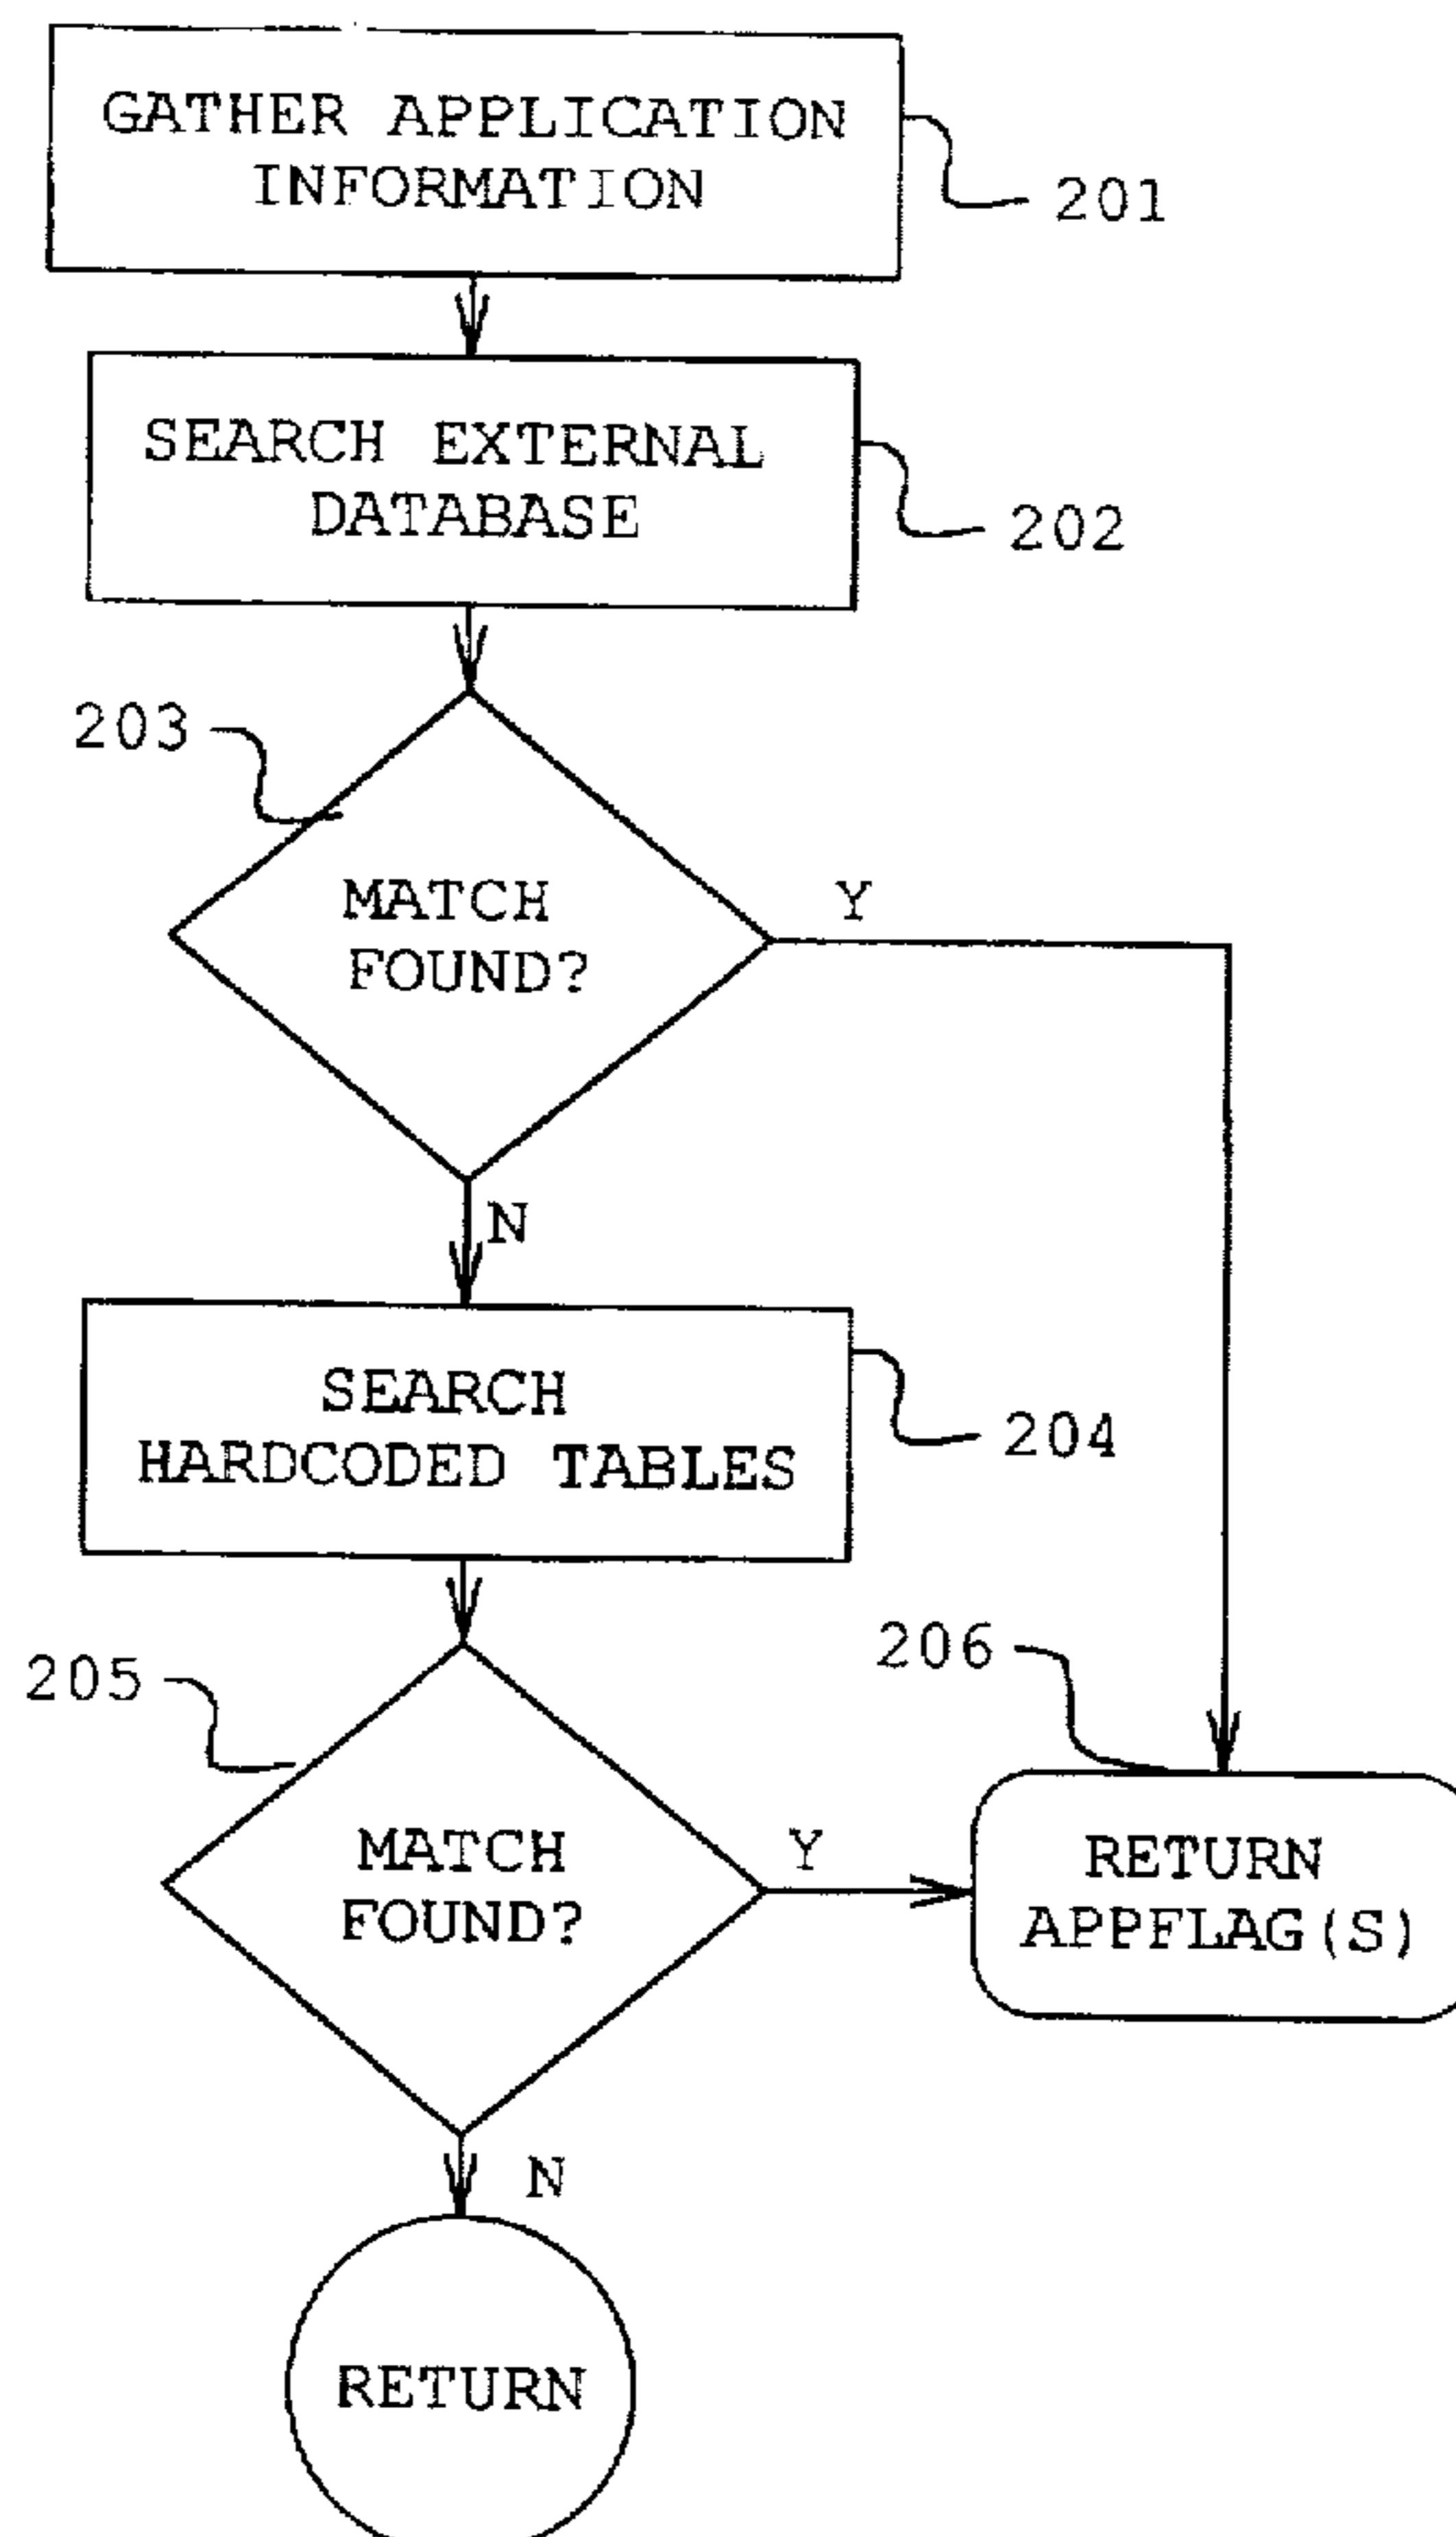 GATHER APPLICATION
INFORMATION
201
SEARCH EXTERNAL
DATABASE
202
203
MATCH
FOUND?
Y
N
SEARCH
HARDCODED TABLES
204
205
MATCH
FOUND?
Y
206
RETURN
APPFLAG(S)
N
RETURN